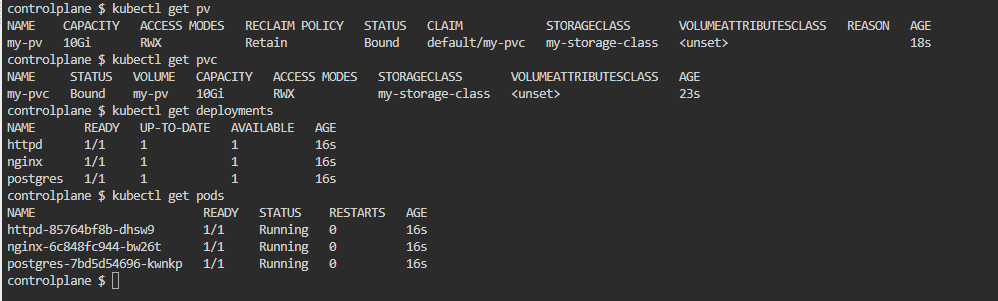 controlplane $ kubectl get pv
NAME CAPACITY ACCESS MODES RECLAIM POLICY STATUS CLAIM STORAGECLASS VOLUMEATTRIBUTESCLASS REASON AGE
my-pv 10Gi RWX Retain Bound default/my-pvc my-storage-class <unset> 18s
controlplane $ kubectl get pvc
NAME STATUS VOLUME CAPACITY ACCESS MODES STORAGECLASS VOLUMEATTRIBUTESCLASS AGE
my-pvc Bound my-pv 10Gi RWX my-storage-class <unset> 23s
controlplane $ kubectl get deployments
NAME READY UP-TO-DATE AVAILABLE AGE
httpd 1/1 1 1 16s
nginx 1/1 1 1 16s
postgres 1/1 1 1 16s
controlplane $ kubectl get pods
NAME READY STATUS RESTARTS AGE
httpd-85764bf8b-dhsw9 1/1 Running 0 16s
nginx-6c848fc944-bw26t 1/1 Running 0 16s
postgres-7bd5d54696-kwnkp 1/1 Running 0 16s
controlplane $